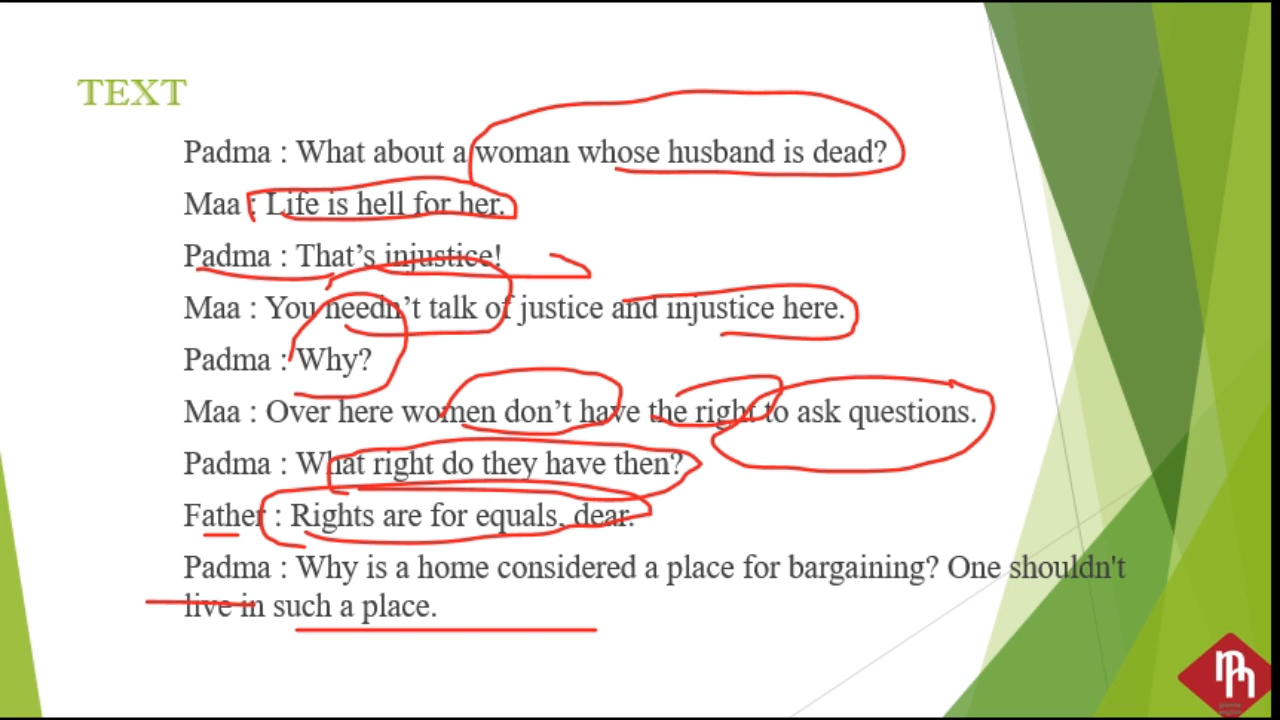 TEXT
Padma : What about a woman whose husband is dead?
Maa : Life is hell for her.
Padma : That’s injustice!
Maa : You needn’t talk of justice and injustice here.
Padma : Why?
Maa : Over here women don’t have the right to ask questions.
Padma : What right do they have then?
Father : Rights are for equals, dear.
Padma : Why is a home considered a place for bargaining? One shouldn't
live in such a place.